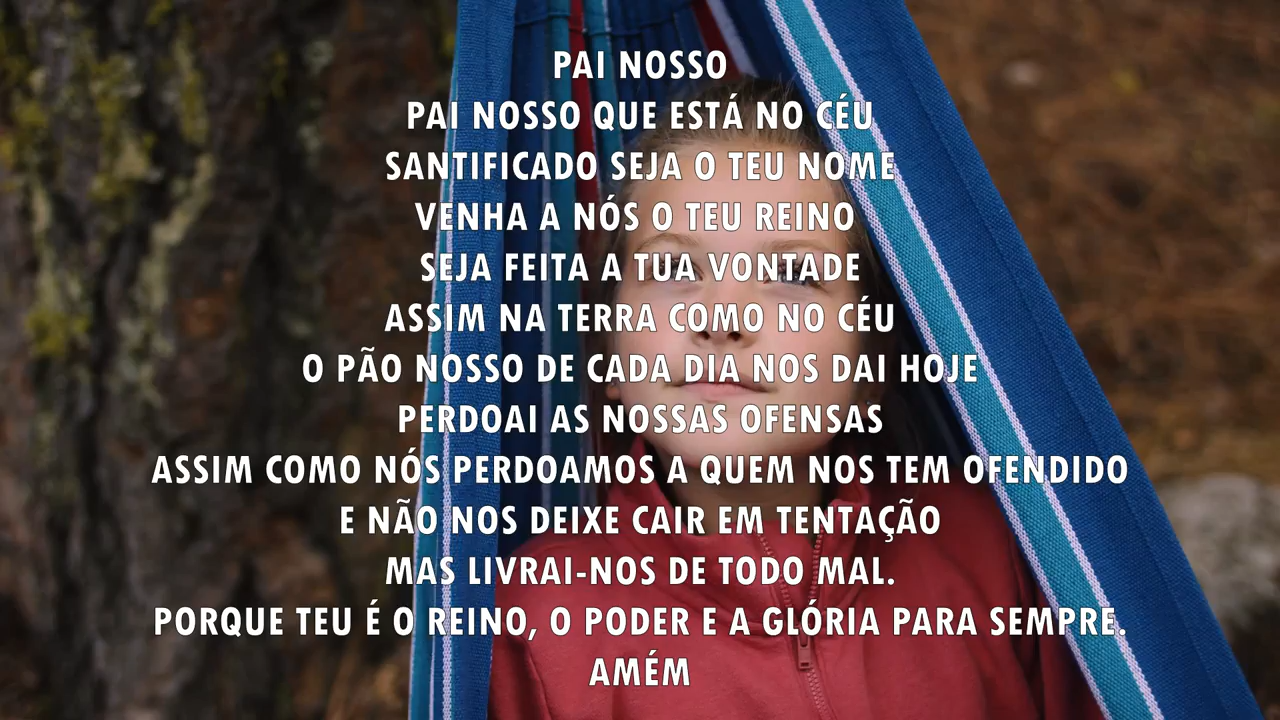 PAI NOSSO
PAI NOSSO QUE ESTÁ NO CÉU
SANTIFICADO SEJA O TEU NOME
VENHA A NÓS O TEU REINO
SEJA FEITA A TUA VONTADE
ASSIM NA TERRA COMO NO CÉU
O PÃO NOSSO DE CADA DIA NOS DAI HOJE
PERDOAI AS NOSSAS OFENSAS
ASSIM COMO NÓS PERDOAMOS A QUEM NOS TEM OFENDIDO
E NÃO NOS DEIXE CAIR EM TENTAÇÃO
MAS LIVRAI-NOS DE TODO MAL.
PORQUE TEU É O REINO, O PODER E A GLÓRIA PARA SEMPRE.
AMÉM